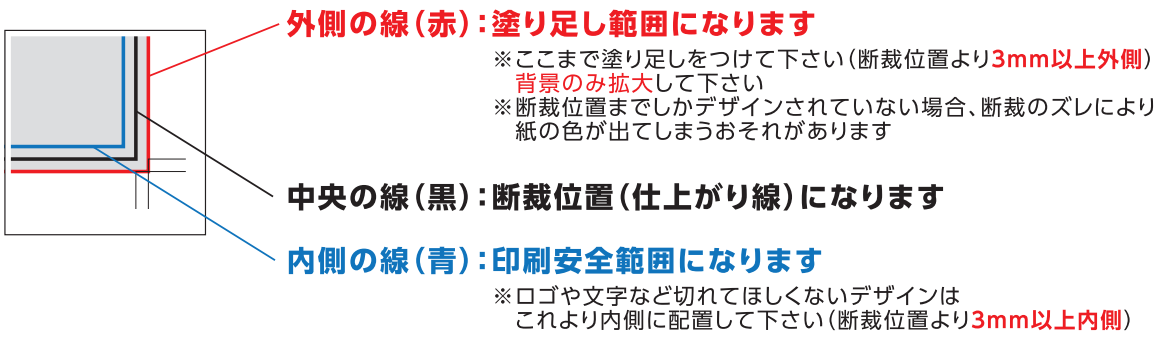 外側の線（赤）：塗り足し範囲になります
※ここまで塗り足しをつけて下さい（断裁位置より3mm以上外側）
背景のみ拡大して下さい
※断裁位置までしかデザインされていない場合、断裁のズレにより
紙の色が出てしまうおそれがあります
中央の線（黒）：断裁位置（仕上がり線）になります
内側の線（青）：印刷安全範囲になります
※ロゴや文字など切れてほしくないデザインは
これより内側に配置して下さい（断裁位置より3mm以上内側）